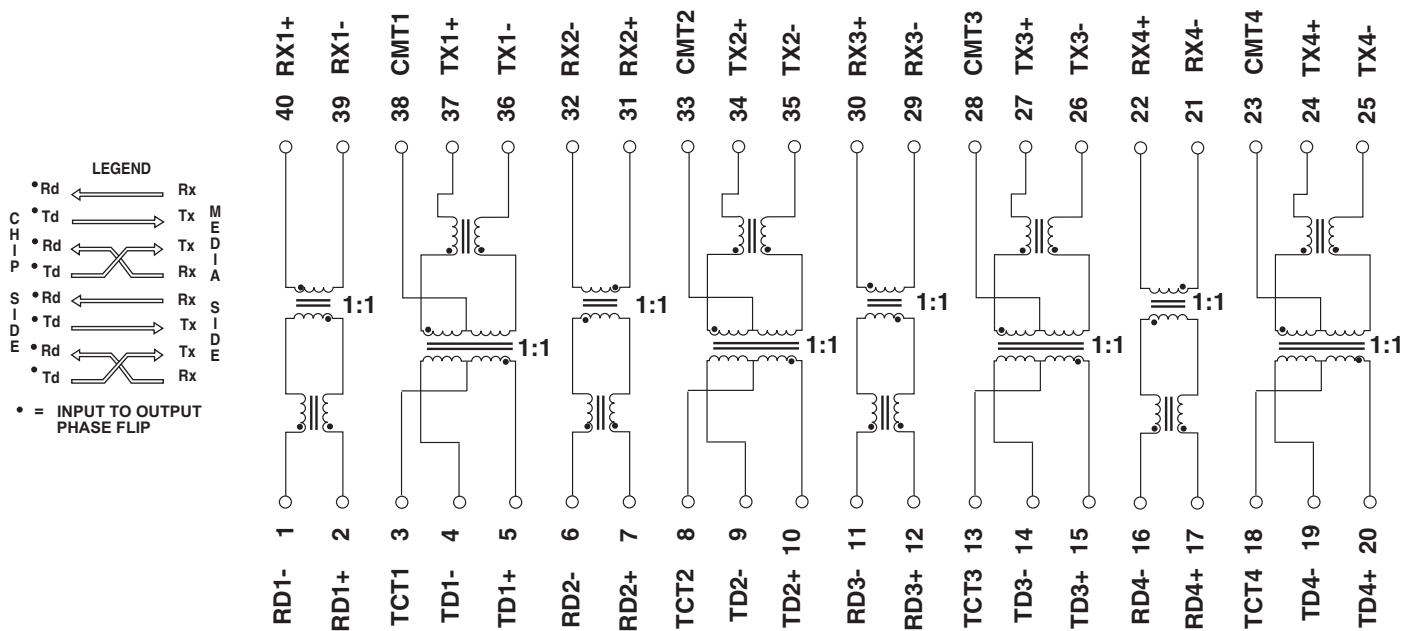 RX1+ RX1- CMT1 TX1+ TX1- RX2- RX2+ CMT2 TX2+ TX2- RX3+ RX3- CMT3 TX3+ TX3- RX4+ RX4- CMT4 TX4+ TX4-
40 39 38 37 36 32 31 33 34 35 30 29 28 27 26 22 21 23 24 25
LEGEND
•Rd Rx
•Td Tx
•Rd Tx
•Td Rx
•Rd Rx
•Td Tx
•Rd Tx
•Td Rx
CHIP SIDE
MEDIA SIDE
• = INPUT TO OUTPUT
PHASE FLIP
1:1 1:1 1:1 1:1 1:1 1:1 1:1 1:1
1 2 3 4 5 6 7 8 9 10 11 12 13 14 15 16 17 18 19 20
RD1- RD1+ TCT1 TD1- TD1+ RD2- RD2+ TCT2 TD2- TD2+ RD3- RD3+ TCT3 TD3- TD3+ RD4- RD4+ TCT4 TD4- TD4+